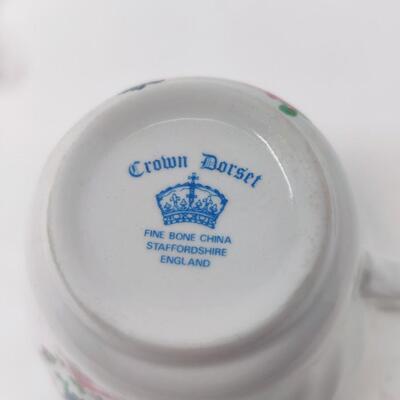 Crown Dorset
FINE BONE CHINA
STAFFORDSHIRE
ENGLAND